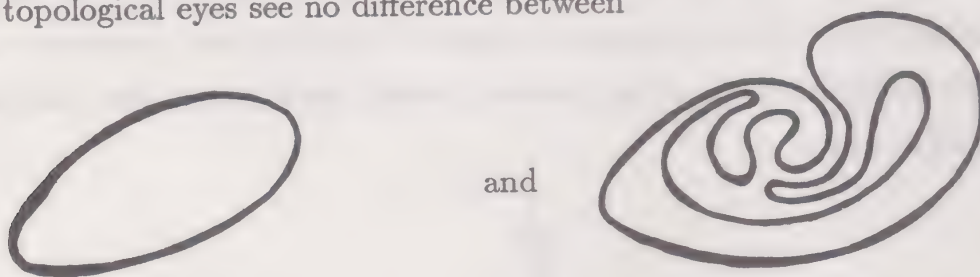 topological eyes see no difference between
and